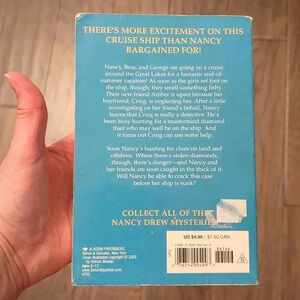 THERE'S MORE EXCITEMENT ON THIS
CRUISE SHIP THAN NANCY
BARGAINED FOR!
Nancy, Bess, and George are going on a cruise
around the Great Lakes for a fantastic end-of-
summer vacation! As soon as the girls set foot on
the ship, though, they smell something fishy.
Their new friend Amber is upset because her
boyfriend, Craig, is neglecting her. After a little
investigating on her friend's behalf, Nancy
learns that Craig is really a detective. He's
been busy hunting for a mastermind diamond
thief who may well be on the ship. And
it turns out Craig can use some help.
Soon Nancy's hunting for clues on land and
offshore. Where there's stolen diamonds,
though, there's danger—and Nancy and
her friends are soon caught in the thick of it.
Will Nancy be able to crack this case
before her ship is sunk?
COLLECT ALL OF THE
NANCY DREW MYSTERIES
US $4.99 / $7.50 CAN
ALADDIN PAPERBACKS
Simon & Schuster, New York
Ages 8-12